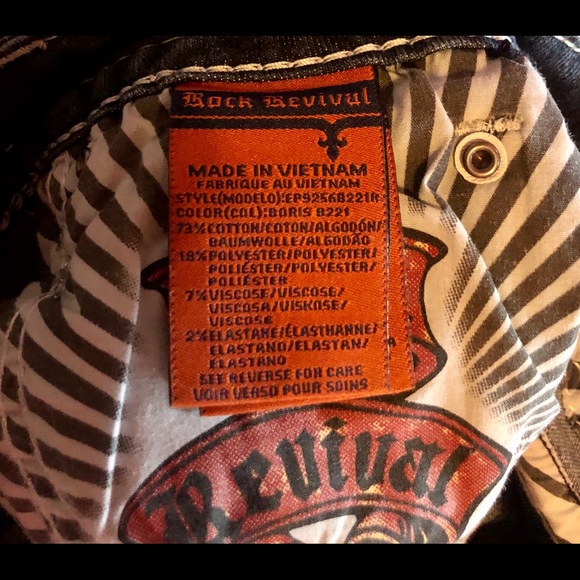 Rock Revival
MADE IN VIETNAM
FABRIQUE AU VIETNAM
STYLE(MODELO):EP9256B221R
COLOR(COL):BORIS B221
73%COTTON/COTON/ALGODÓN/
BAUMWOLLE/ALGODÃO
18%POLYESTER/POLYESTER/
POLIÉSTER/POLYESTER/
POLIÉSTER
7%VISCOSE/VISCOSE/
VISCOSA/VISKOSE/
VISCOSE
2%ELASTANE/ÉLASTHANNE/
ELASTANO/ELASTAN/
ELASTANO
SEE REVERSE FOR CARE
VOIR VERSO POUR SOINS
Revival